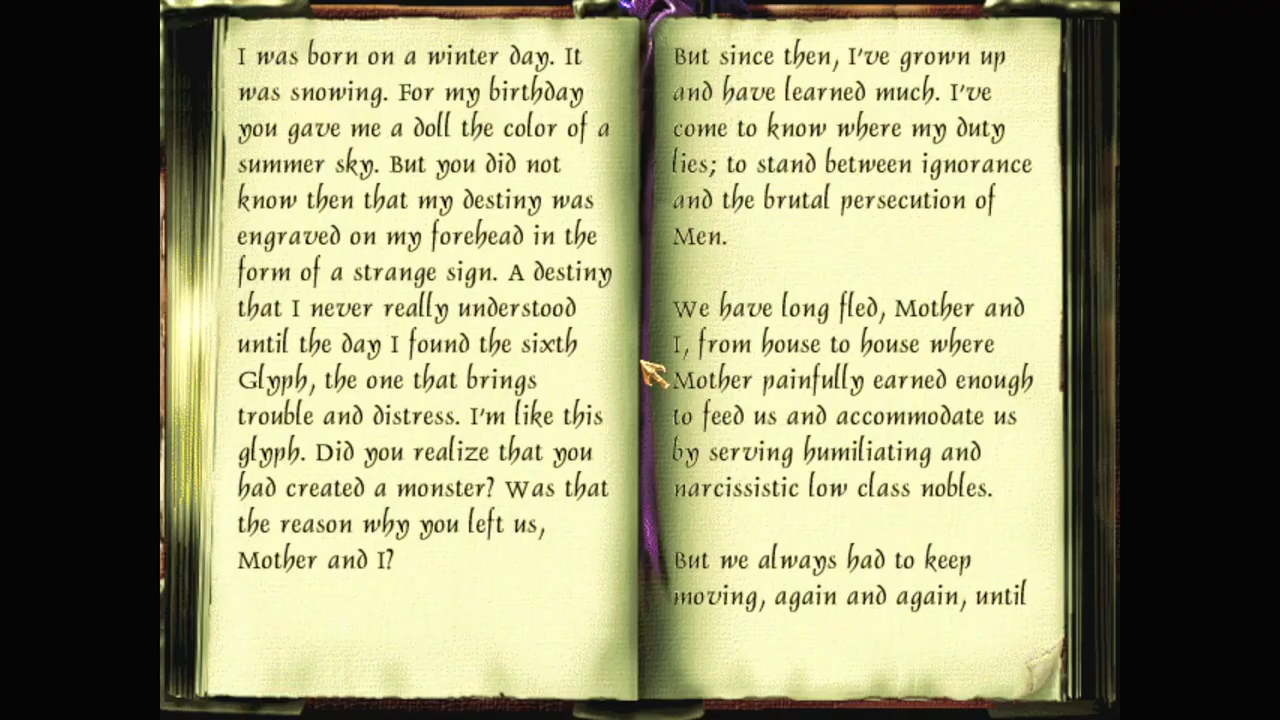 I was born on a winter day. It
was snowing. For my birthday
you gave me a doll the color of a
summer sky. But you did not
know then that my destiny was
engraved on my forehead in the
form of a strange sign. A destiny
that I never really understood
until the day I found the sixth
Glyph, the one that brings
trouble and distress. I'm like this
glyph. Did you realize that you
had created a monster? Was that
the reason why you left us,
Mother and I?
But since then, I've grown up
and have learned much. I've
come to know where my duty
lies; to stand between ignorance
and the brutal persecution of
Men.
We have long fled, Mother and
I, from house to house where
Mother painfully earned enough
to feed us and accommodate us
by serving humiliating and
narcissistic low class nobles.
But we always had to keep
moving, again and again, until